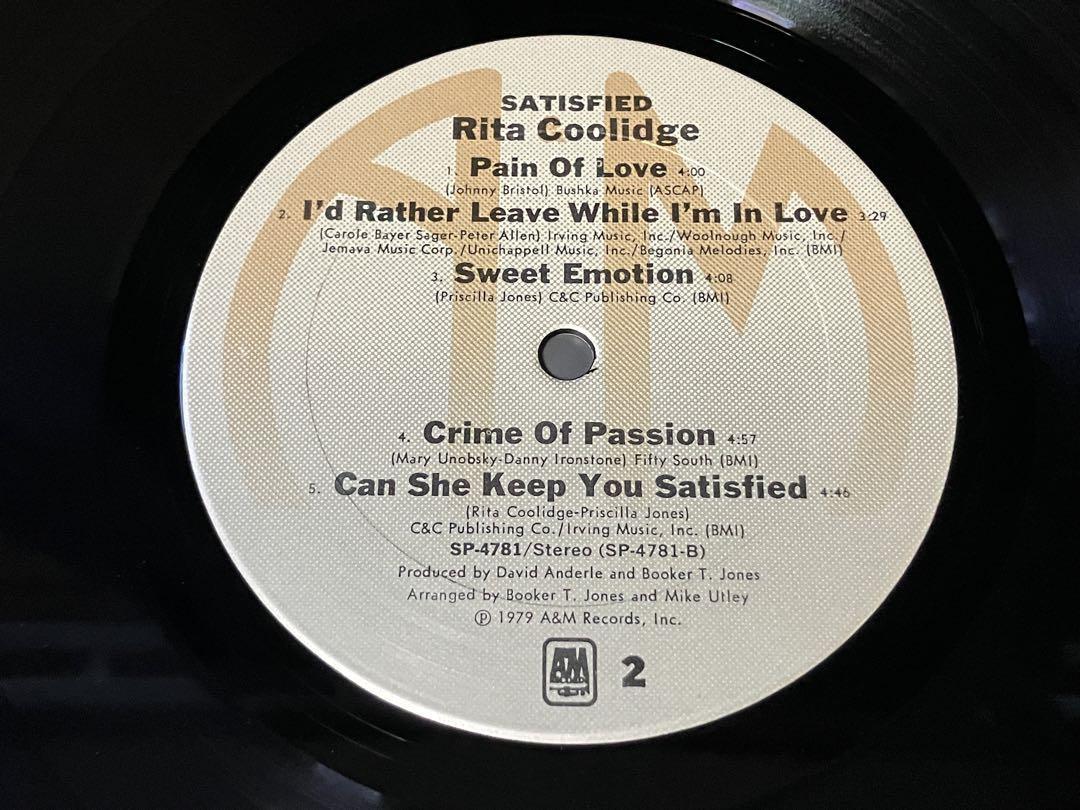 SATISFIED
Rita Coolidge
1. Pain Of Love 4:00
(Johnny Bristol) Bushka Music (ASCAP)
2. I'd Rather Leave While I'm In Love 3:29
(Carole Bayer Sager-Peter Allen) Irving Music, Inc./Woolnough Music, Inc./
Jemava Music Corp./Unichappell Music, Inc./Begonia Melodies, Inc. (BMI)
3. Sweet Emotion 4:08
(Priscilla Jones) C&C Publishing Co. (BMI)
4. Crime Of Passion 4:57
(Mary Unobsky-Danny Ironstone) Fifty South (BMI)
5. Can She Keep You Satisfied 4:46
(Rita Coolidge-Priscilla Jones)
C&C Publishing Co./Irving Music, Inc. (BMI)
SP-4781/Stereo (SP-4781-B)
Produced by David Anderle and Booker T. Jones
Arranged by Booker T. Jones and Mike Utley
℗ 1979 A&M Records, Inc.
A&M 2